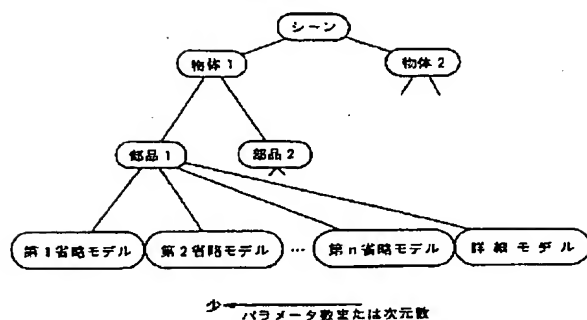 シーン
物体1
物体2
部品1
部品2
第1省略モデル
第2省略モデル
…
第n省略モデル
詳細モデル
少
パラメータ数または次元数